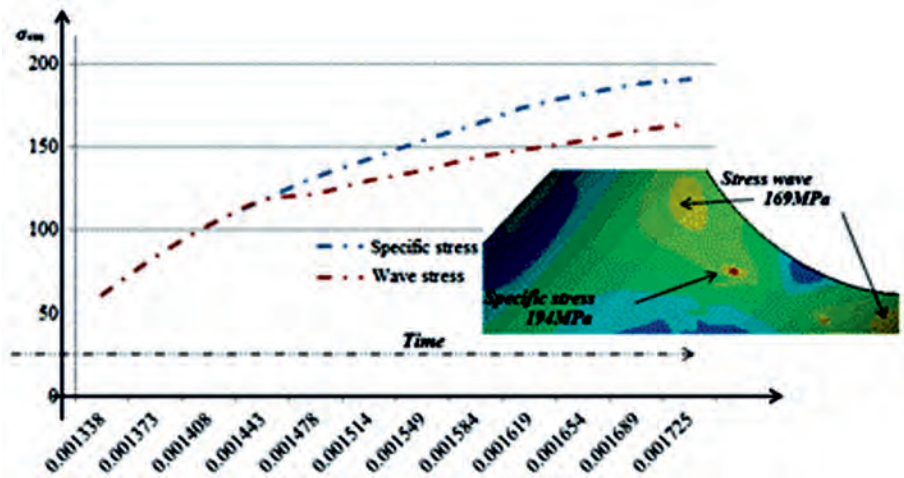 σvm
200
150
100
50
0
Specific stress
Wave stress
Stress wave
169MPa
Specific stress
194MPa
Time
0.001338
0.001373
0.001408
0.001443
0.001478
0.001514
0.001549
0.001584
0.001619
0.001654
0.001689
0.001725